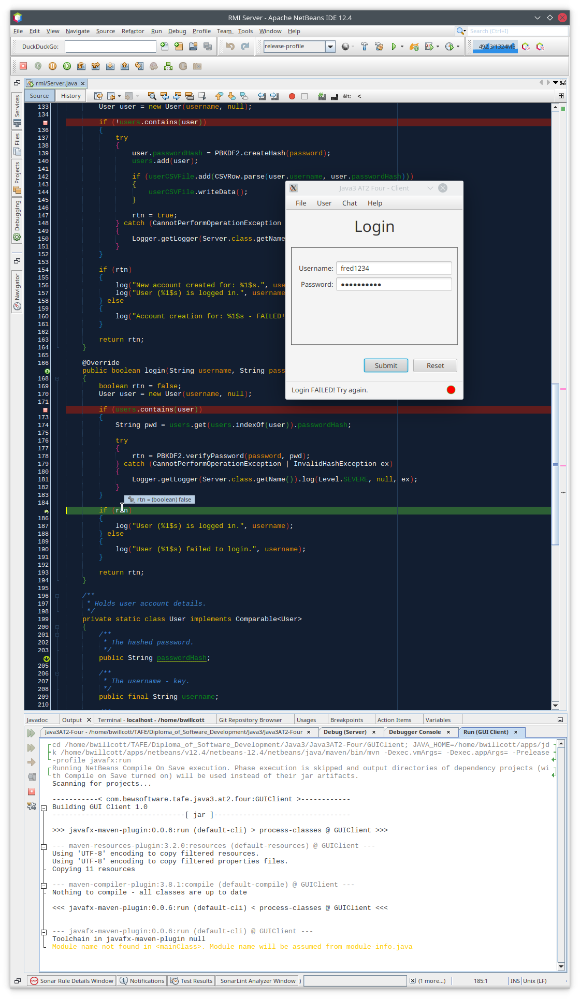 RMI Server - Apache NetBeans IDE 12.4
File Edit View Navigate Source Refactor Run Debug Profile Team Tools Window Help
Search (Ctrl+I)
DuckDuckGo:
release-profile
492.3/1324MB
rmi/Server.java
Source History
133 User user = new User(username, null);
134
if (!users.contains(user))
136 {
137 try
138 {
139 user.passwordHash = PBKDF2.createHash(password);
140 users.add(user);
141
142 if (userCSVFile.add(CSVRow.parse(user.username, user.passwordHash)))
143 {
144 userCSVFile.writeData();
145 }
146
147 rtn = true;
148 } catch (CannotPerformOperationException
149 {
150 Logger.getLogger(Server.class.getName
151 }
152 }
153
154 if (rtn)
155 {
156 log("New account created for: %1$s.", use
157 log("User (%1$s) is logged in.", username
158 } else
159 {
160 log("Account creation for: %1$s - FAILED!
161 }
162
163 return rtn;
164 }
165
166 @Override
public boolean login(String username, String pass
168 {
169 boolean rtn = false;
170 User user = new User(username, null);
171
if (users.contains(user))
173 {
174 String pwd = users.get(users.indexOf(user)).passwordHash;
175
176 try
177 {
178 rtn = PBKDF2.verifyPassword(password, pwd);
179 } catch (CannotPerformOperationException | InvalidHashException ex)
180 {
181 Logger.getLogger(Server.class.getName()).log(Level.SEVERE, null, ex);
182 }
183 }
184
rtn = (boolean) false
if (rtn)
186 {
187 log("User (%1$s) is logged in.", username);
188 } else
189 {
190 log("User (%1$s) failed to login.", username);
191 }
192
193 return rtn;
194 }
195
196 /**
197 * Holds user account details.
198 */
199 private static class User implements Comparable<User>
200 {
201 /**
202 * The hashed password.
203 */
public String passwordHash;
205
206 /**
207 * The username - key.
208 */
209 public final String username;
210
Java3 AT2 Four - Client
File User Chat Help
Login
Username: fred1234
Password: ●●●●●●●●●●
Submit Reset
Login FAILED! Try again.
Services
Files
Projects
Debugging
Navigator
&lt; <
Javadoc Output Terminal - localhost - /home/bwillcott Git Repository Browser Usages Breakpoints Action Items Variables
Java3AT2-Four - /home/bwillcott/TAFE/Diploma_of_Software_Development/Java3/Java3AT2-Four Debug (Server) Debugger Console Run (GUI Client)
cd /home/bwillcott/TAFE/Diploma_of_Software_Development/Java3/Java3AT2-Four/GUIClient; JAVA_HOME=/home/bwillcott/apps/jd
k /home/bwillcott/apps/netbeans/v12.4/netbeans-12.4/netbeans/java/maven/bin/mvn -Dexec.vmArgs= -Dexec.appArgs= -Prelease
-profile javafx:run
Running NetBeans Compile On Save execution. Phase execution is skipped and output directories of dependency projects (wi
th Compile on Save turned on) will be used instead of their jar artifacts.
Scanning for projects...
-----------< com.bewsoftware.tafe.java3.at2.four:GUIClient >------------
Building GUI Client 1.0
--------------------------------[ jar ]---------------------------------
>>> javafx-maven-plugin:0.0.6:run (default-cli) > process-classes @ GUIClient >>>
--- maven-resources-plugin:3.2.0:resources (default-resources) @ GUIClient ---
Using 'UTF-8' encoding to copy filtered resources.
Using 'UTF-8' encoding to copy filtered properties files.
Copying 11 resources
--- maven-compiler-plugin:3.8.1:compile (default-compile) @ GUIClient ---
Nothing to compile - all classes are up to date
<<< javafx-maven-plugin:0.0.6:run (default-cli) < process-classes @ GUIClient <<<
--- javafx-maven-plugin:0.0.6:run (default-cli) @ GUIClient ---
Toolchain in javafx-maven-plugin null
Module name not found in <mainClass>. Module name will be assumed from module-info.java
Sonar Rule Details Window Notifications Test Results SonarLint Analyzer Window (1 more...) 185:1 INS Unix (LF)